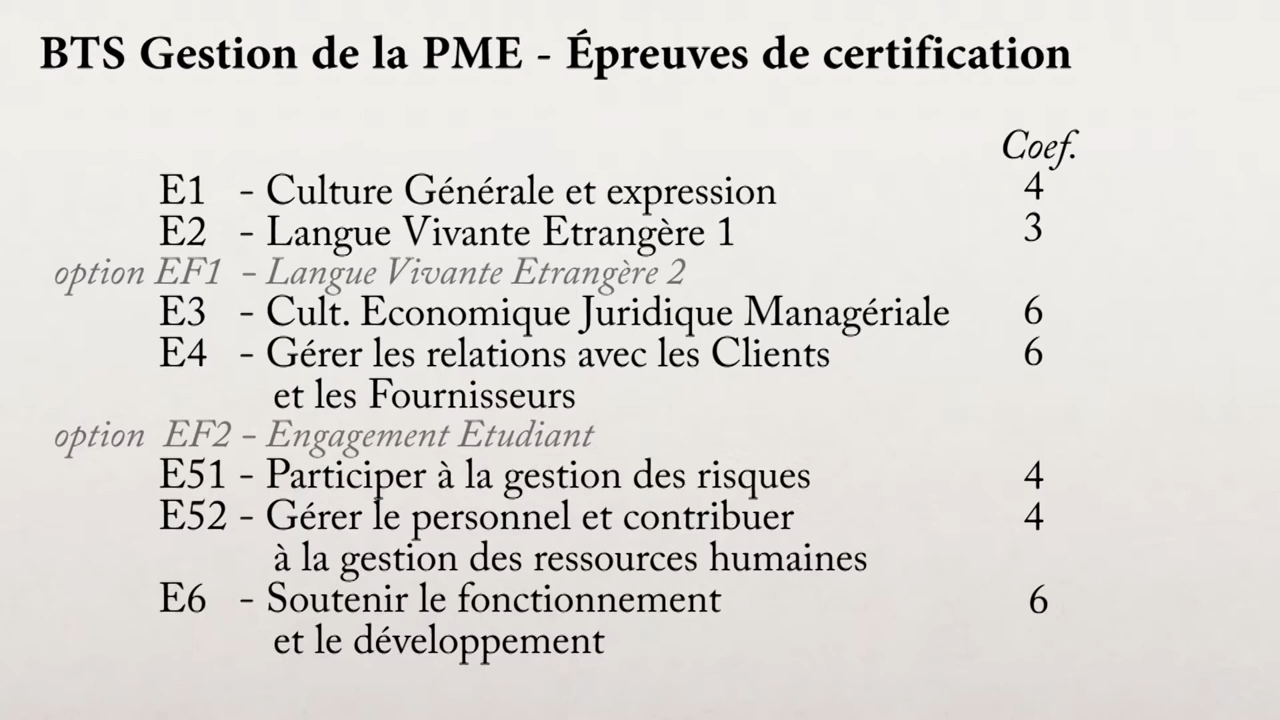 BTS Gestion de la PME - Épreuves de certification
Coef.
E1 - Culture Générale et expression 4
E2 - Langue Vivante Etrangère 1 3
option EF1 - Langue Vivante Etrangère 2
E3 - Cult. Economique Juridique Managériale 6
E4 - Gérer les relations avec les Clients 6
et les Fournisseurs
option EF2 - Engagement Etudiant
E51 - Participer à la gestion des risques 4
E52 - Gérer le personnel et contribuer 4
à la gestion des ressources humaines
E6 - Soutenir le fonctionnement 6
et le développement